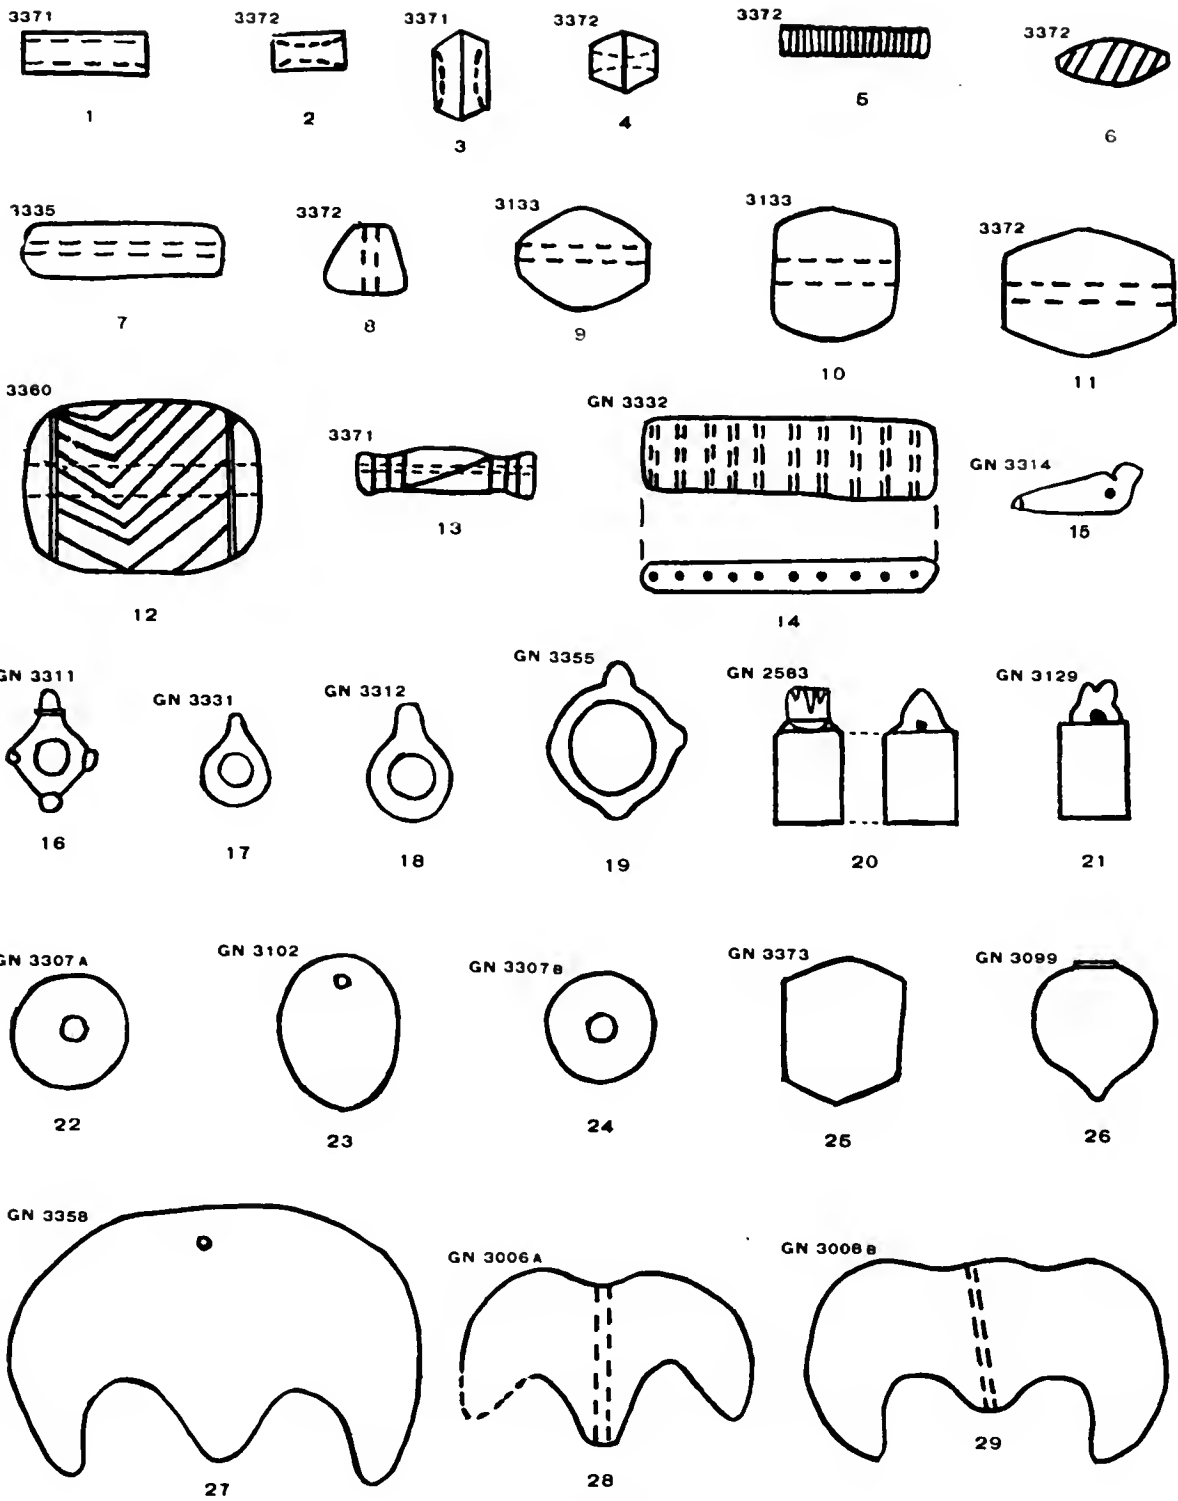 3371 3372 3371 3372 3372 3372
1 2 3 4 5 6
3335 3372 3133 3133 3372
7 8 9 10 11
3360 3371 GN 3332 GN 3314
12 13 14 15
GN 3311 GN 3331 GN 3312 GN 3355 GN 2583 GN 3129
16 17 18 19 20 21
GN 3307A GN 3102 GN 3307B GN 3373 GN 3099
22 23 24 25 26
GN 3358 GN 3006A GN 3008B
27 28 29